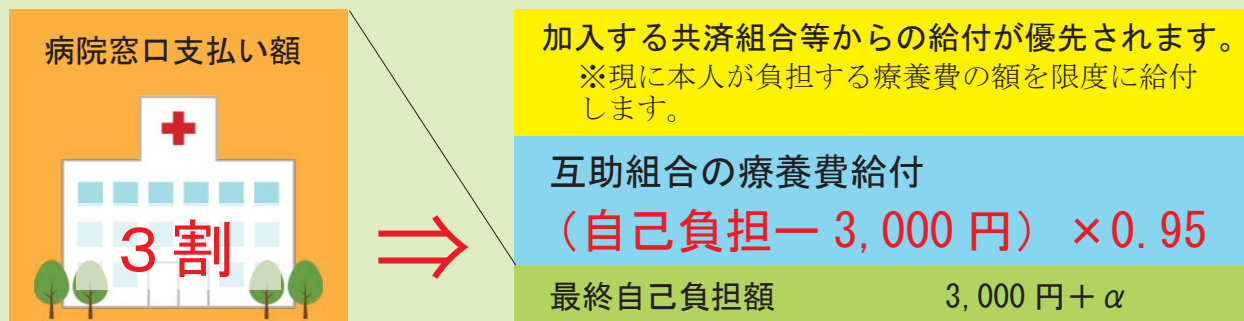 病院窓口支払い額
3割
⇒
加入する共済組合等からの給付が優先されます。
※現に本人が負担する療養費の額を限度に給付
します。
互助組合の療養費給付
（自己負担ー3,000円）×0.95
最終自己負担額 3,000円＋α